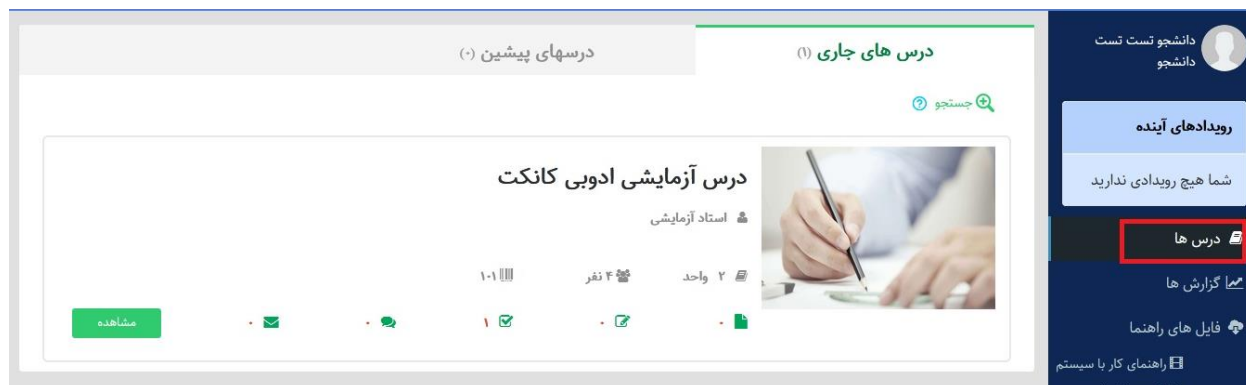 دانشجو تست تست
دانشجو
رویدادهای آینده
شما هیچ رویدادی ندارید
درس ها
گزارش ها
فایل های راهنما
راهنمای کار با سیستم
درس های جاری (۱)
درسهای پیشین (۰)
جستجو
درس آزمایشی ادوبی کانکت
استاد آزمایشی
۲ واحد
۴ نفر
۱۰۱
۰
۰
۱
۰
۰
مشاهده